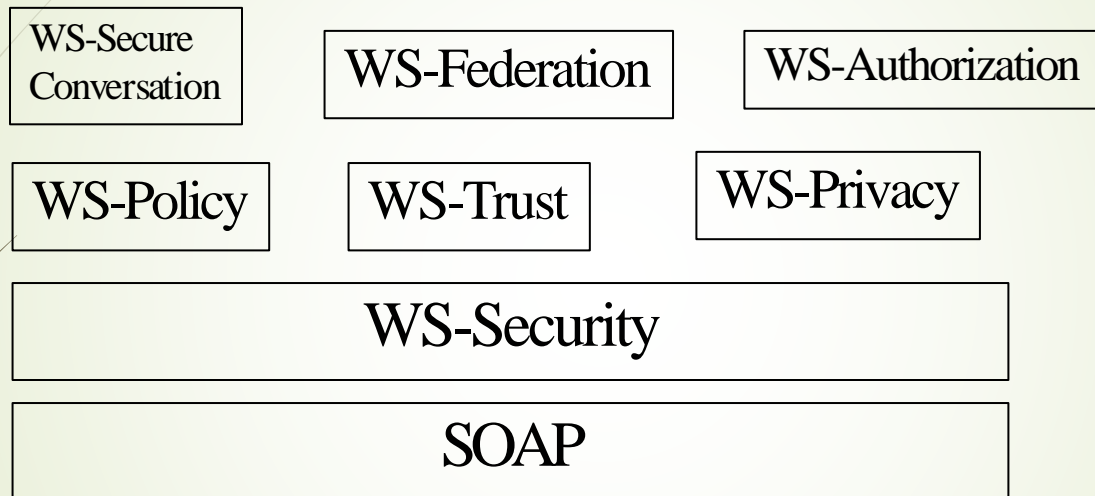 WS-Secure
Conversation
WS-Federation
WS-Authorization
WS-Policy
WS-Trust
WS-Privacy
WS-Security
SOAP